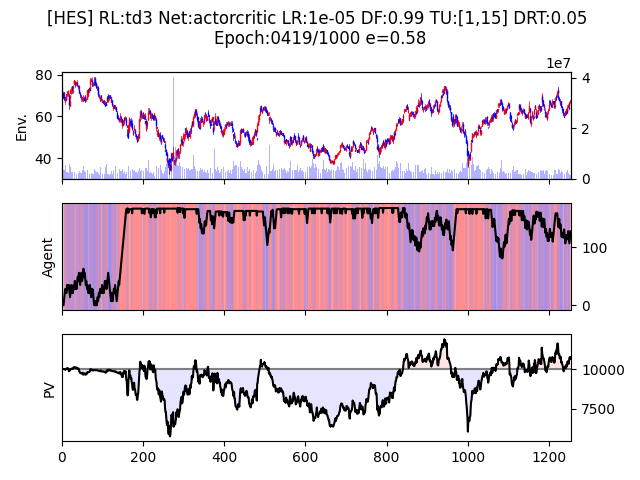 [HES] RL:td3 Net:actorcritic LR:1e-05 DF:0.99 TU:[1,15] DRT:0.05
Epoch:0419/1000 e=0.58
1e7
80
60
40
Env.
4
2
0
Agent
100
0
PV
10000
7500
0
200
400
600
800
1000
1200